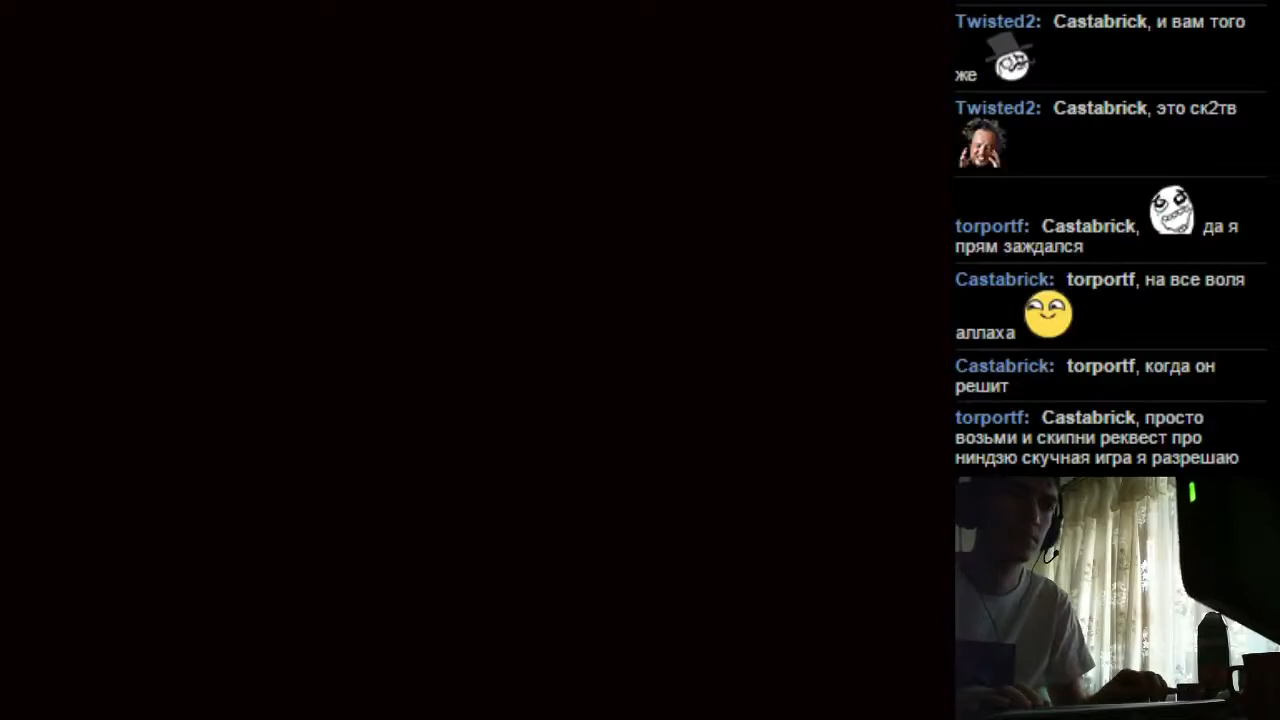 Twisted2: Castabrick, и вам того
же
Twisted2: Castabrick, это ск2тв
torportf: Castabrick, да я
прям заждался
Castabrick: torportf, на все воля
аллаха
Castabrick: torportf, когда он
решит
torportf: Castabrick, просто
возьми и скипни реквест про
ниндзю скучная игра я разрешаю